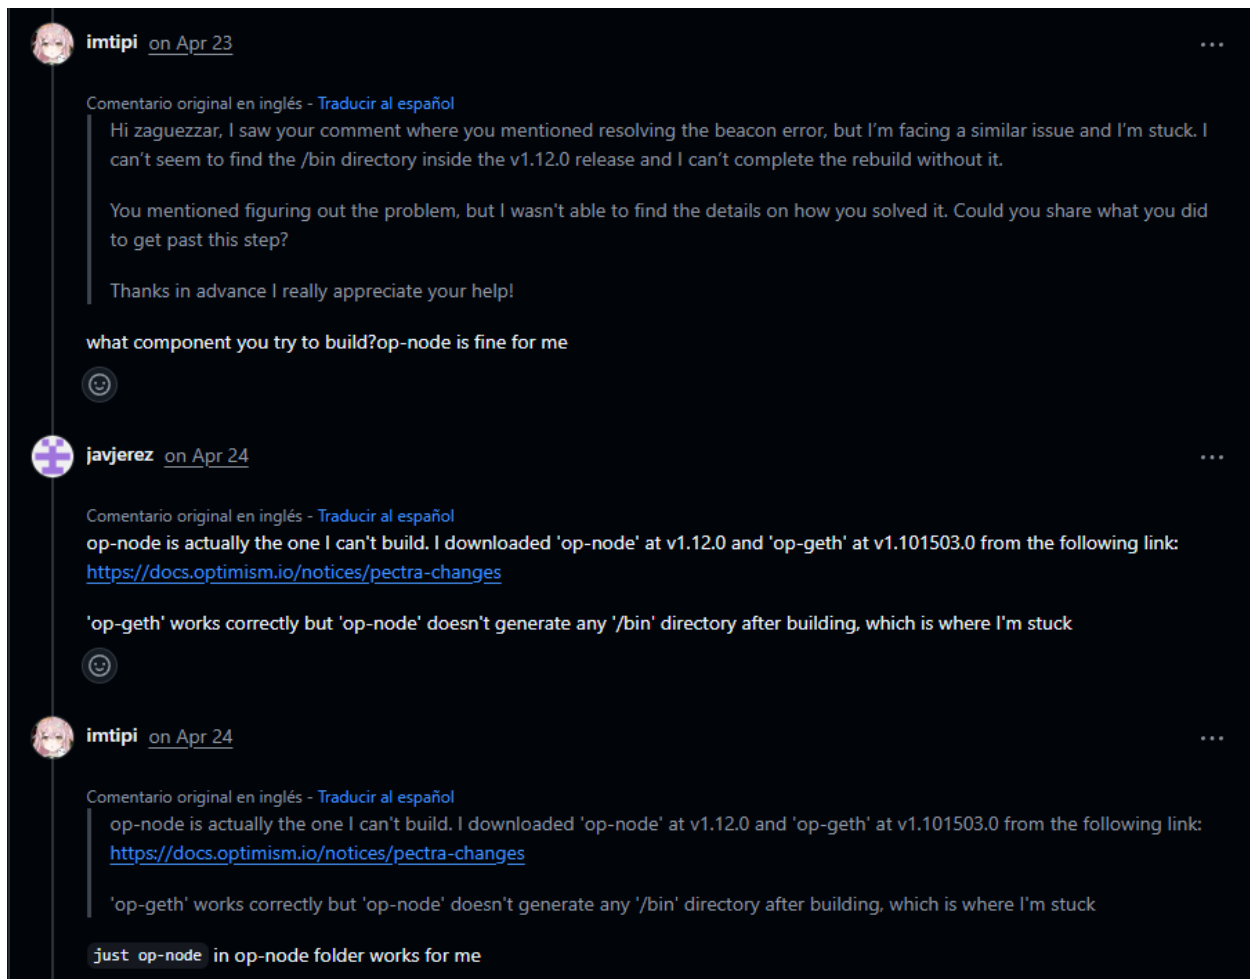 imtipi on Apr 23
Comentario original en inglés - Traducir al español
Hi zaguezzar, I saw your comment where you mentioned resolving the beacon error, but I’m facing a similar issue and I’m stuck. I
can’t seem to find the /bin directory inside the v1.12.0 release and I can’t complete the rebuild without it.
You mentioned figuring out the problem, but I wasn't able to find the details on how you solved it. Could you share what you did
to get past this step?
Thanks in advance I really appreciate your help!
what component you try to build?op-node is fine for me
javjerez on Apr 24
Comentario original en inglés - Traducir al español
op-node is actually the one I can't build. I downloaded 'op-node' at v1.12.0 and 'op-geth' at v1.101503.0 from the following link:
https://docs.optimism.io/notices/pectra-changes
'op-geth' works correctly but 'op-node' doesn't generate any '/bin' directory after building, which is where I'm stuck
imtipi on Apr 24
Comentario original en inglés - Traducir al español
op-node is actually the one I can't build. I downloaded 'op-node' at v1.12.0 and 'op-geth' at v1.101503.0 from the following link:
https://docs.optimism.io/notices/pectra-changes
'op-geth' works correctly but 'op-node' doesn't generate any '/bin' directory after building, which is where I'm stuck
just op-node in op-node folder works for me